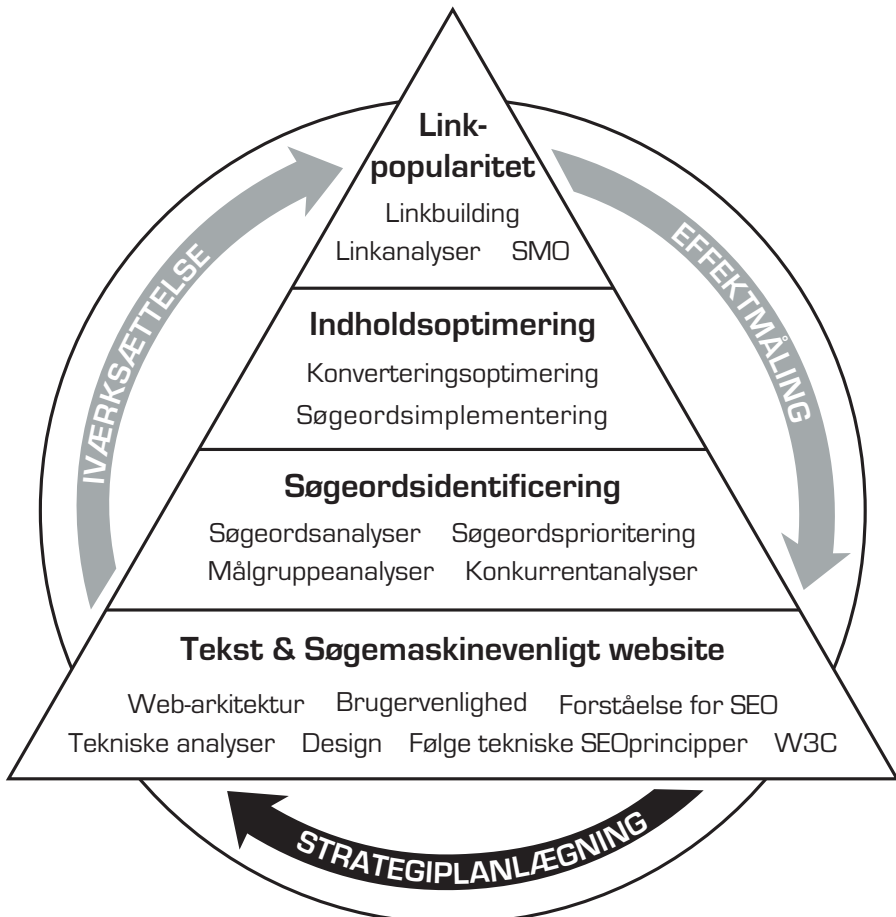 Link-
popularitet
Linkbuilding
Linkanalyser SMO
Indholdsoptimering
Konverteringsoptimering
Søgeordsimplementering
Søgeordsidentificering
Søgeordsanalyser Søgeordsprioritering
Målgruppeanalyser Konkurrentanalyser
Tekst & Søgemaskinevenligt website
Web-arkitektur Brugervenlighed Forståelse for SEO
Tekniske analyser Design Følge tekniske SEOprincipper W3C
IVÆRKSÆTTELSE
EFFEKTMÅLING
STRATEGIPLANLÆGNING